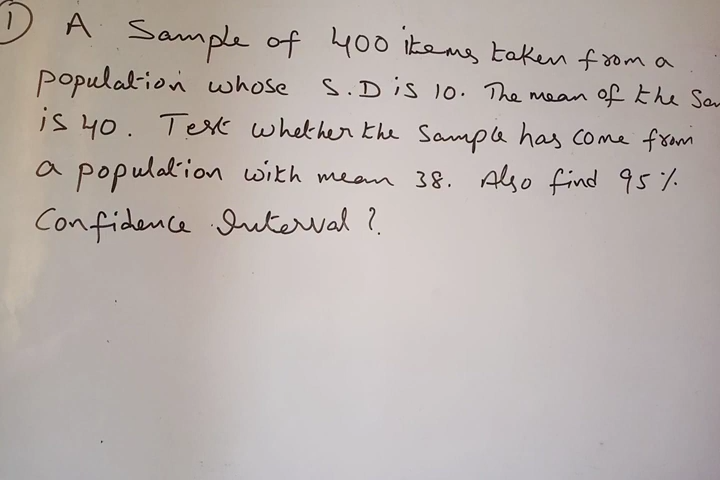 1 A Sample of 400 items taken from a
population whose S.D is 10. The mean of the Sam
is 40. Test whether the Sample has come from
a population with mean 38. Also find 95%
Confidence Interval?